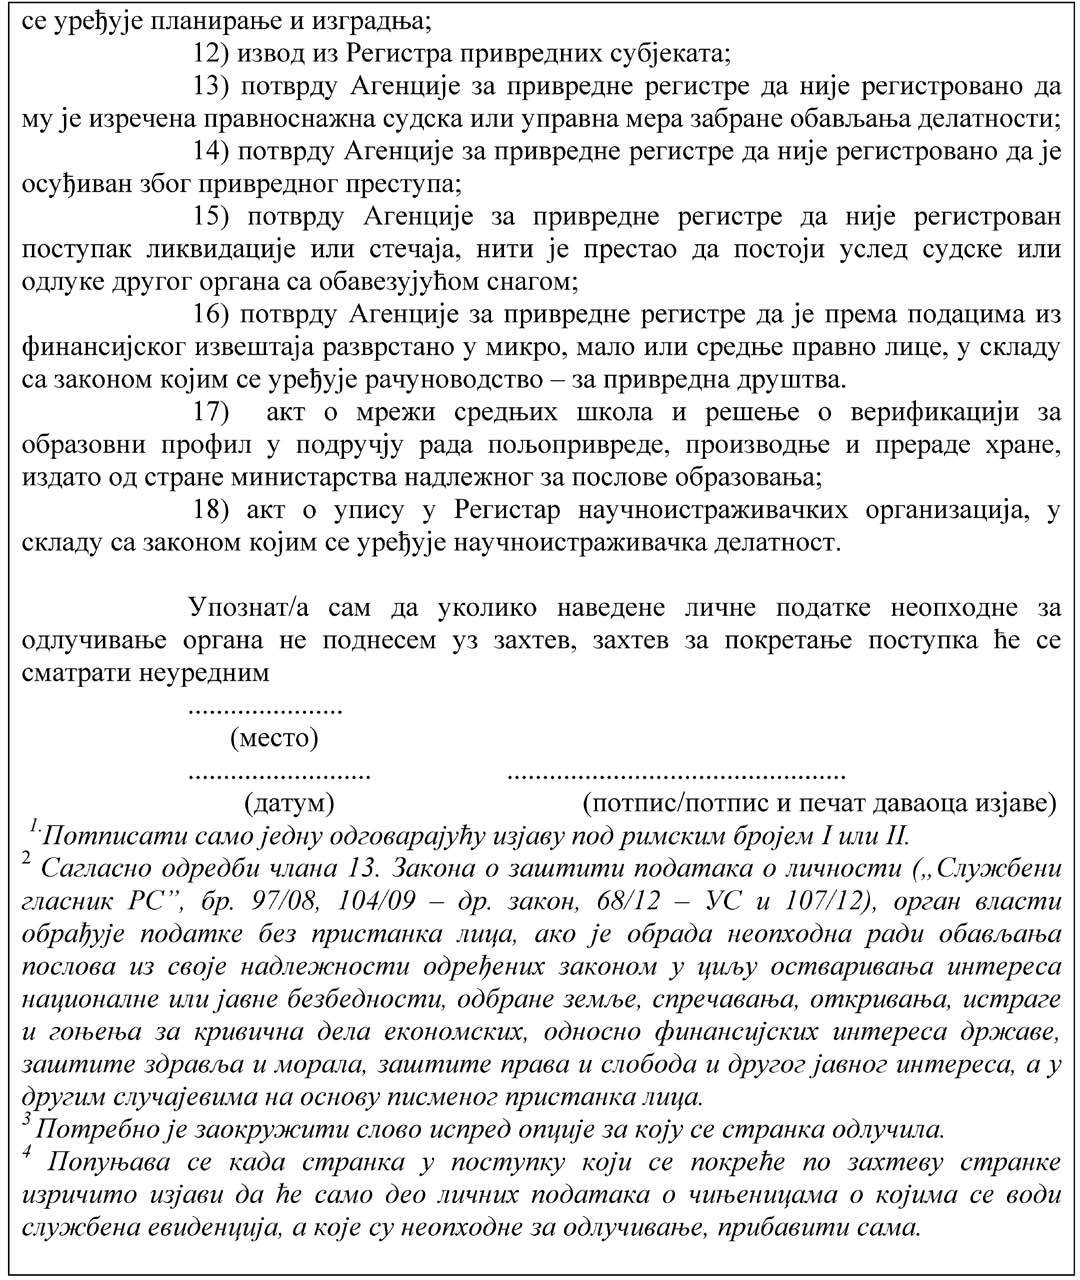 се уређује планирање и изградња;
12) извод из Регистра привредних субјеката;
13) потврду Агенције за привредне регистре да није регистровано да
му је изречена правноснажна судска или управна мера забране обављања делатности;
14) потврду Агенције за привредне регистре да није регистровано да је
осуђиван због привредног преступа;
15) потврду Агенције за привредне регистре да није регистрован
поступак ликвидације или стечаја, нити је престао да постоји услед судске или
одлуке другог органа са обавезујућом снагом;
16) потврду Агенције за привредне регистре да је према подацима из
финансијског извештаја разврстано у микро, мало или средње правно лице, у складу
са законом којим се уређује рачуноводство – за привредна друштва.
17) акт о мрежи средњих школа и решење о верификацији за
образовни профил у подручју рада пољопривреде, производње и прераде хране,
издато од стране министарства надлежног за послове образовања;
18) акт о упису у Регистар научноистраживачких организација, у
складу са законом којим се уређује научноистраживачка делатност.
Упознат/а сам да уколико наведене личне податке неопходне за
одлучивање органа не поднесем уз захтев, захтев за покретање поступка ће се
сматрати неуредним
......................
(место)
.......................... ................................................
(датум) (потпис/потпис и печат даваоца изјаве)
1.Потписати само једну одговарајућу изјаву под римским бројем I или II.
2 Сагласно одредби члана 13. Закона о заштити података о личности („Службени
гласник РС”, бр. 97/08, 104/09 – др. закон, 68/12 – УС и 107/12), орган власти
обрађује податке без пристанка лица, ако је обрада неопходна ради обављања
послова из своје надлежности одређених законом у циљу остваривања интереса
националне или јавне безбедности, одбране земље, спречавања, откривања, истраге
и гоњења за кривична дела економских, односно финансијских интереса државе,
заштите здравља и морала, заштите права и слобода и другог јавног интереса, а у
другим случајевима на основу писменог пристанка лица.
3 Потребно је заокружити слово испред опције за коју се странка одлучила.
4 Попуњава се када странка у поступку који се покреће по захтеву странке
изричито изјави да ће само део личних података о чињеницама о којима се води
службена евиденција, а које су неопходне за одлучивање, прибавити сама.